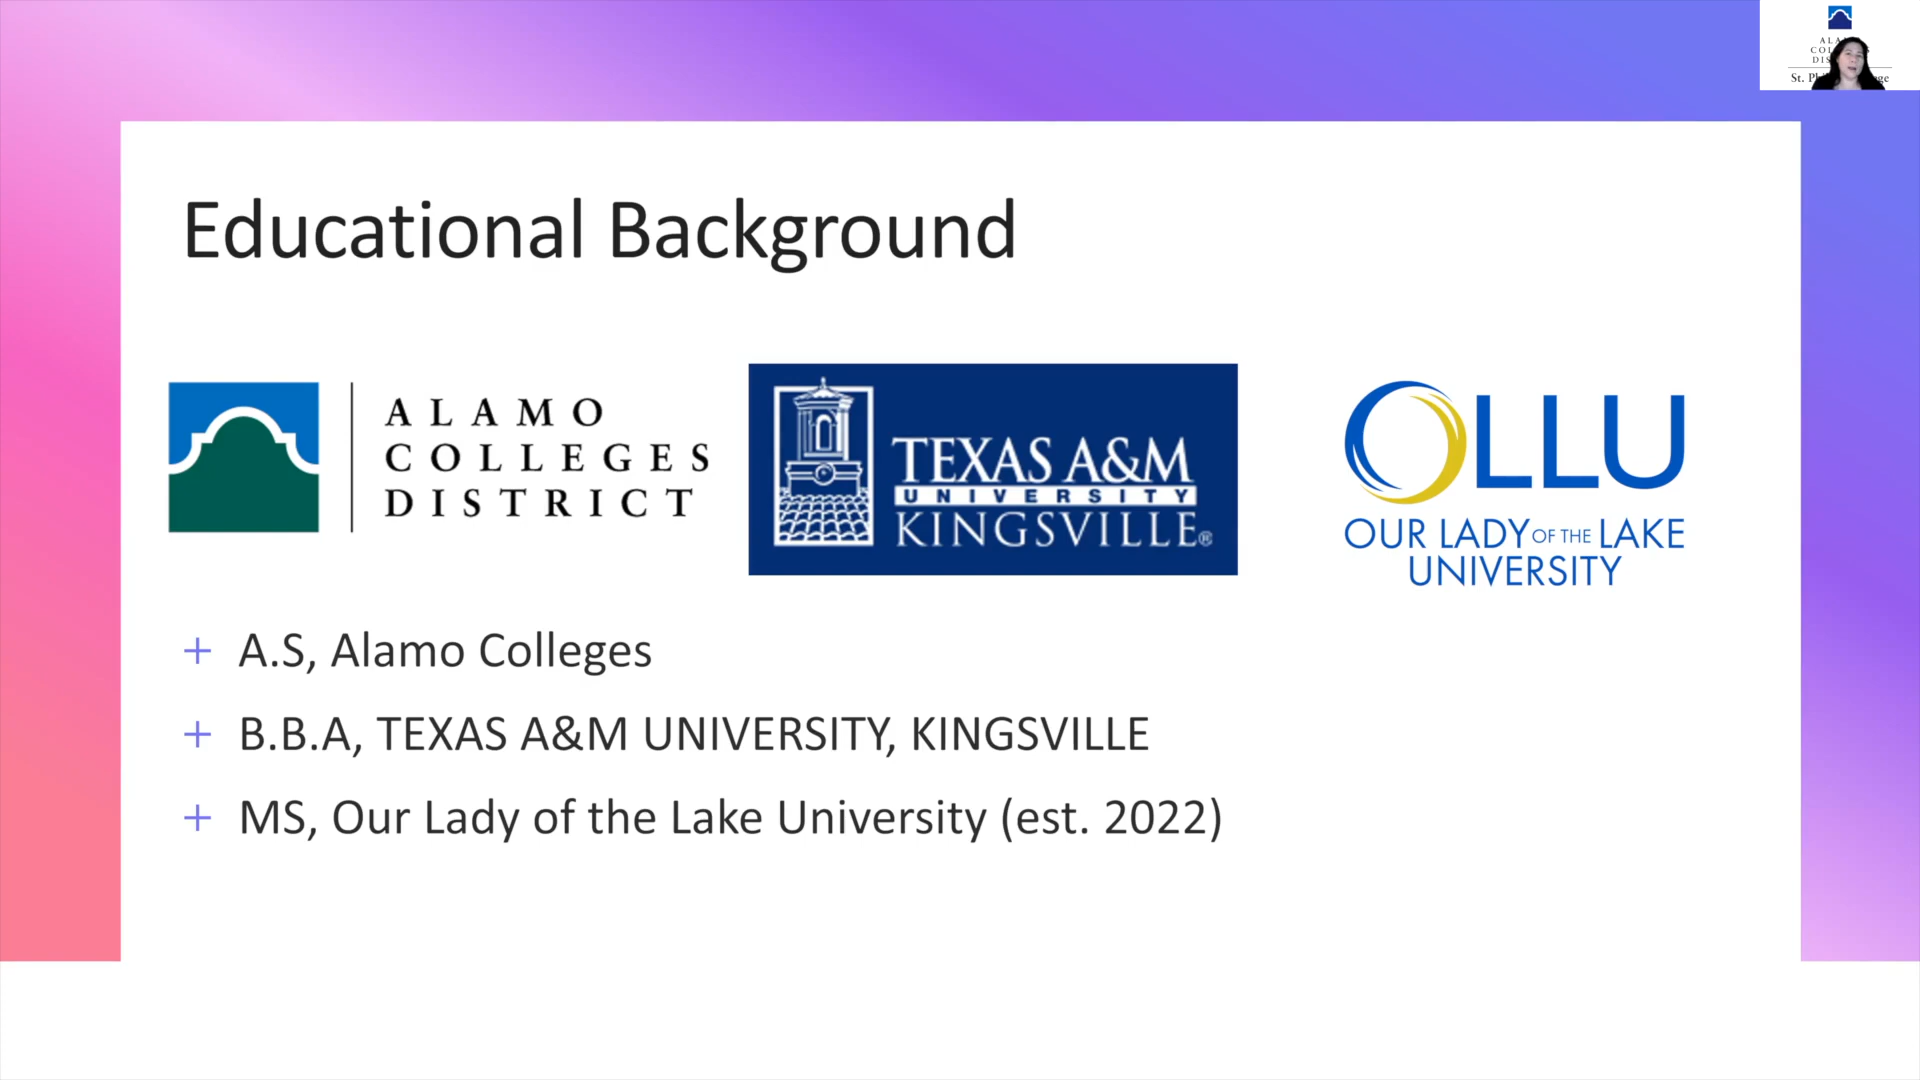 Educational Background
ALAMO
COLLEGES
DISTRICT
TEXAS A&M
UNIVERSITY
KINGSVILLE®
OLLU
OUR LADY OF THE LAKE
UNIVERSITY
+ A.S, Alamo Colleges
+ B.B.A, TEXAS A&M UNIVERSITY, KINGSVILLE
+ MS, Our Lady of the Lake University (est. 2022)